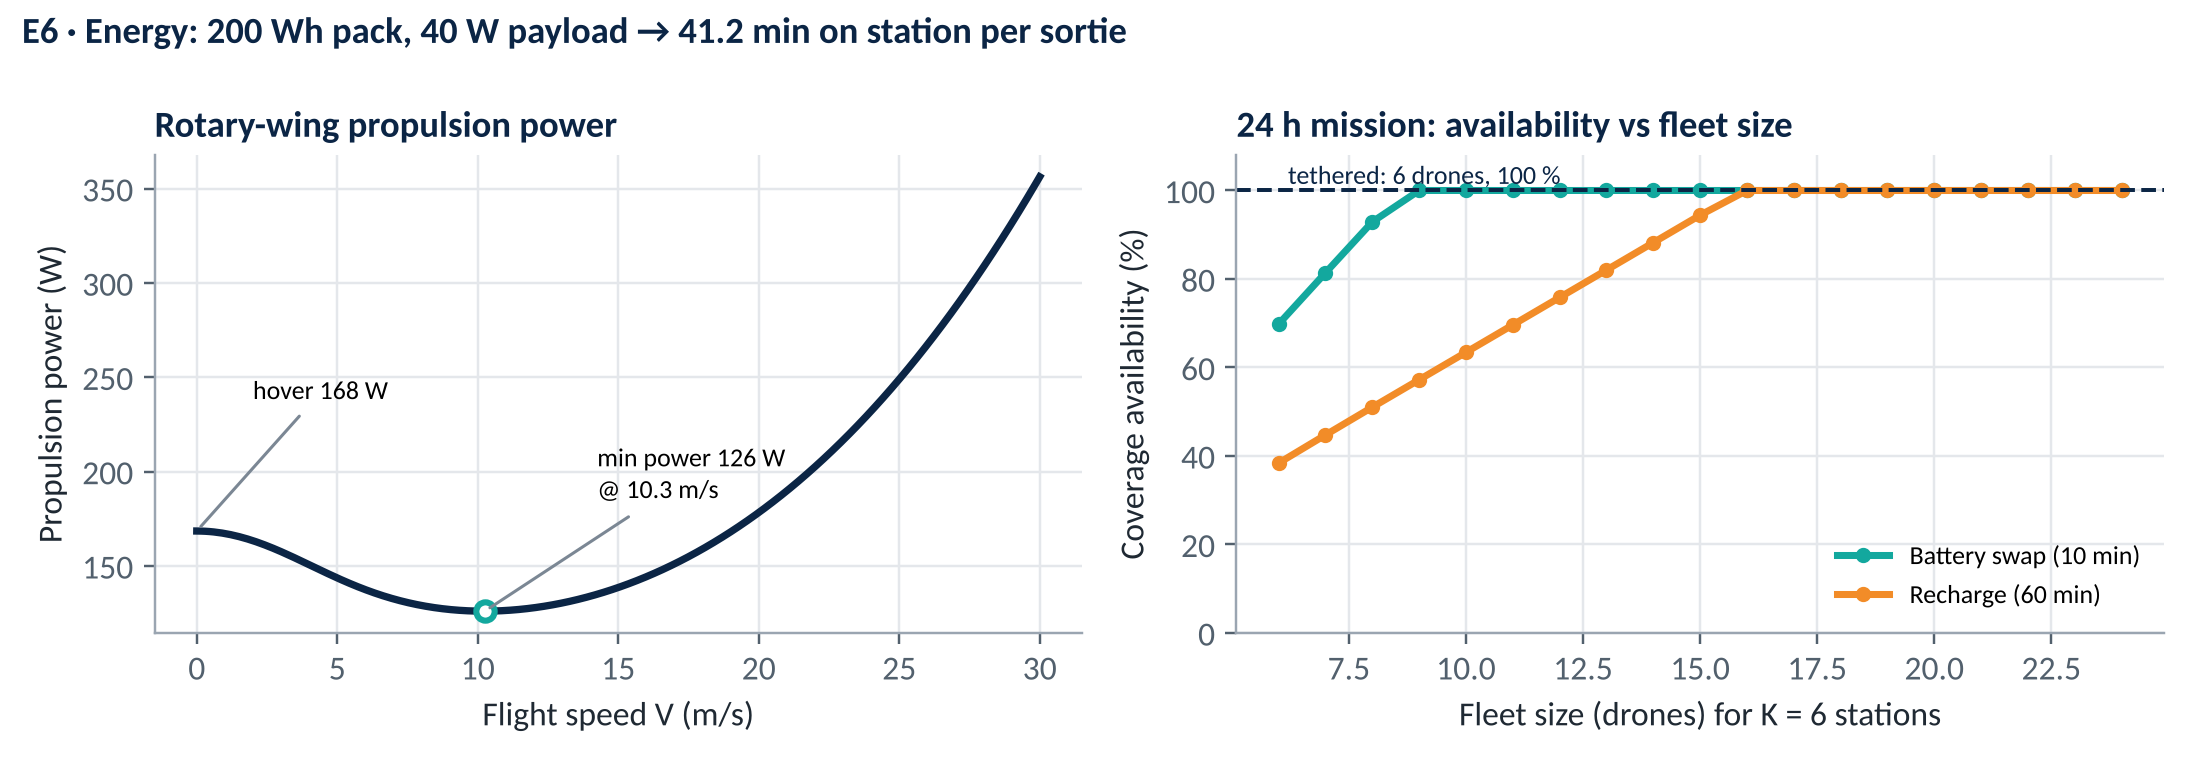 E6 · Energy: 200 Wh pack, 40 W payload → 41.2 min on station per sortie
Rotary-wing propulsion power
Propulsion power (W)
350
300
250
200
150
hover 168 W
min power 126 W
@ 10.3 m/s
0 5 10 15 20 25 30
Flight speed V (m/s)
24 h mission: availability vs fleet size
Coverage availability (%)
tethered: 6 drones, 100 %
100
80
60
40
20
0
Battery swap (10 min)
Recharge (60 min)
7.5 10.0 12.5 15.0 17.5 20.0 22.5
Fleet size (drones) for K = 6 stations